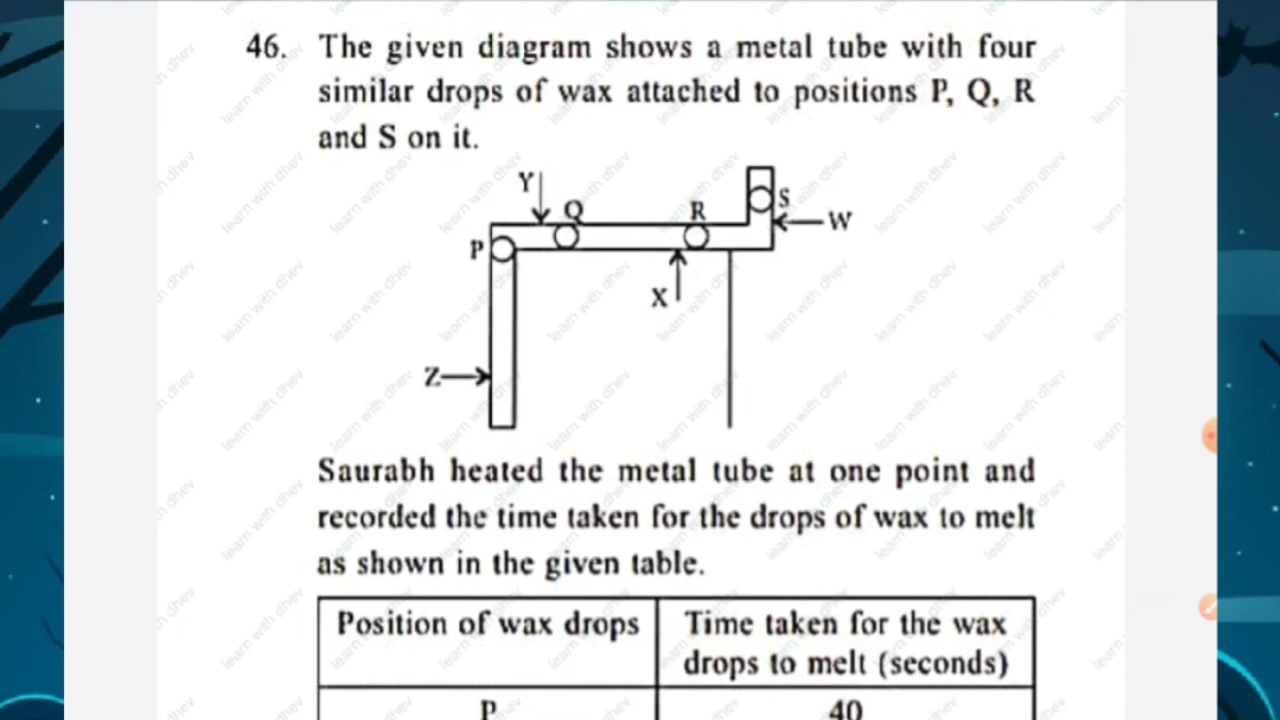 46. The given diagram shows a metal tube with four
similar drops of wax attached to positions P, Q, R
and S on it.
Y
Q
R
S
W
P
X
Z
Saurabh heated the metal tube at one point and
recorded the time taken for the drops of wax to melt
as shown in the given table.
Position of wax drops
Time taken for the wax
drops to melt (seconds)
P
40
learn with dhev